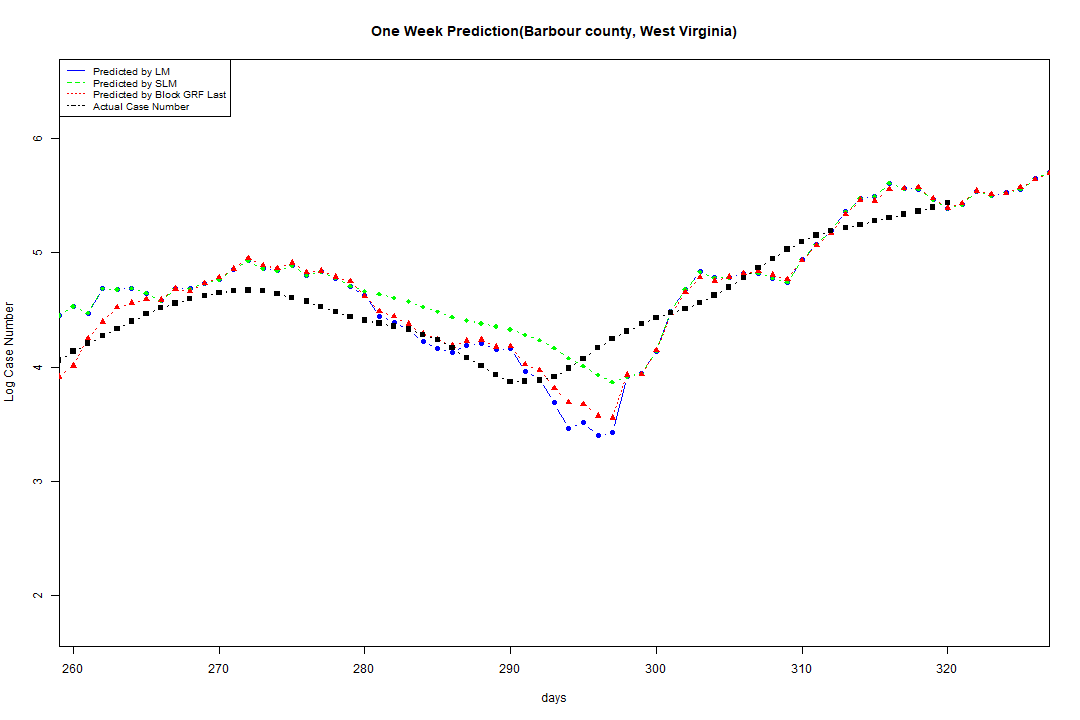 One Week Prediction(Barbour county, West Virginia)
Predicted by LM
Predicted by SLM
Predicted by Block GRF Last
Actual Case Number
Log Case Number
6
5
4
3
2
260 270 280 290 300 310 320
days